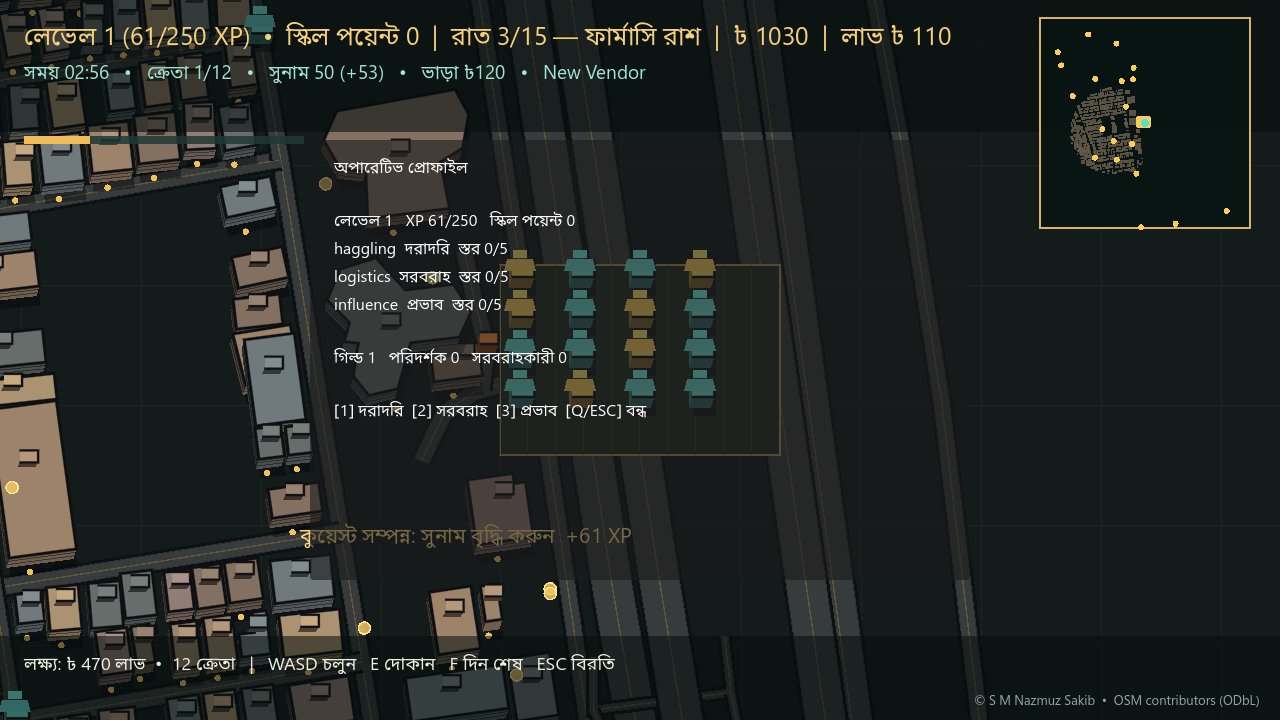 লেভেল 1 (61/250 XP) • স্কিল পয়েন্ট 0 | রাত 3/15 — ফার্মাসি রাশ | ৳ 1030 | লাভ ৳ 110
সময় 02:56 • ক্রেতা 1/12 • সুনাম 50 (+53) • ভাড়া ৳120 • New Vendor
অপারেটিভ প্রোফাইল
লেভেল 1 XP 61/250 স্কিল পয়েন্ট 0
haggling দরাদরি স্তর 0/5
logistics সরবরাহ স্তর 0/5
influence প্রভাব স্তর 0/5
গিল্ড 1 পরিদর্শক 0 সরবরাহকারী 0
[1] দরাদরি [2] সরবরাহ [3] প্রভাব [Q/ESC] বন্ধ
কুয়েস্ট সম্পন্ন: সুনাম বৃদ্ধি করুন +61 XP
লক্ষ্য: ৳ 470 লাভ • 12 ক্রেতা | WASD চলুন E দোকান F দিন শেষ ESC বিরতি
© S M Nazmuz Sakib • OSM contributors (ODbL)